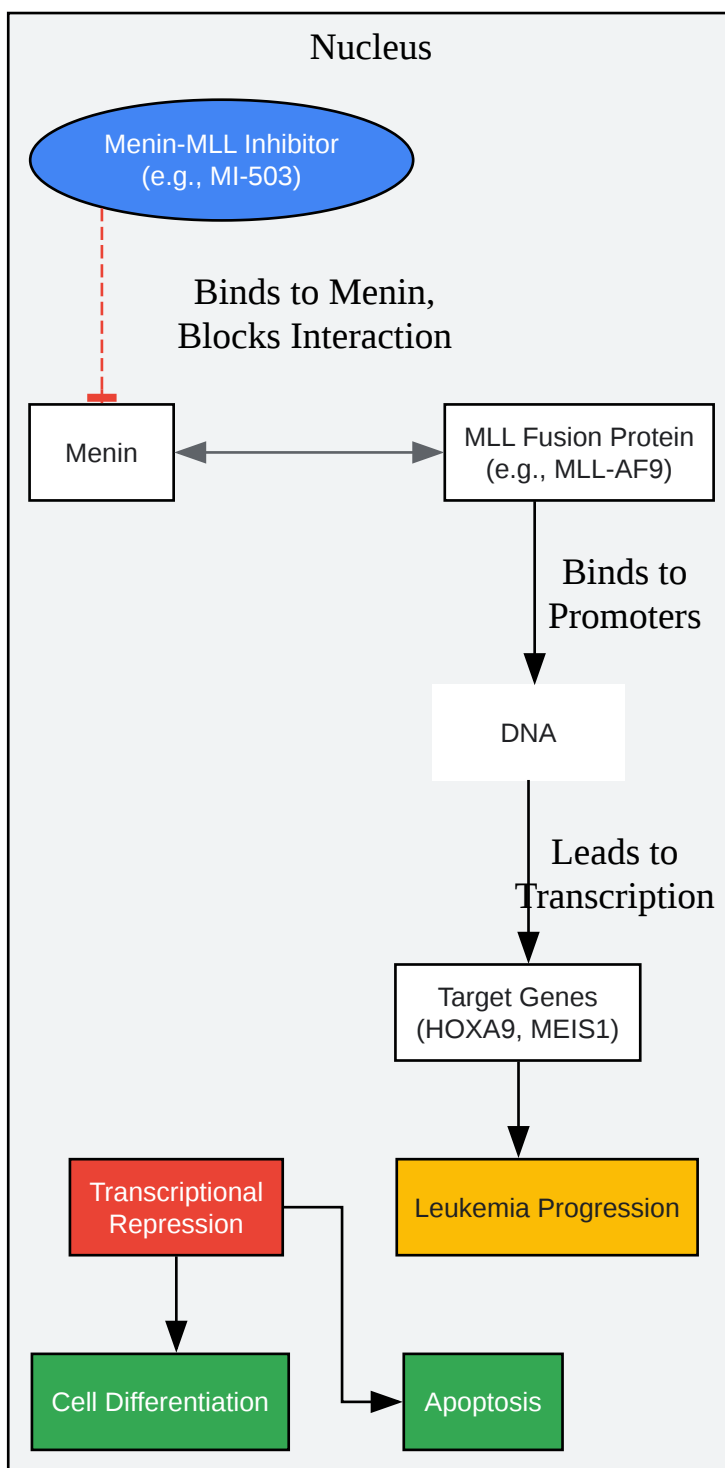 Nucleus
Menin-MLL Inhibitor
(e.g., MI-503)
Binds to Menin,
Blocks Interaction
Menin
MLL Fusion Protein
(e.g., MLL-AF9)
Binds to
Promoters
DNA
Leads to
Transcription
Target Genes
(HOXA9, MEIS1)
Transcriptional
Repression
Leukemia Progression
Cell Differentiation
Apoptosis